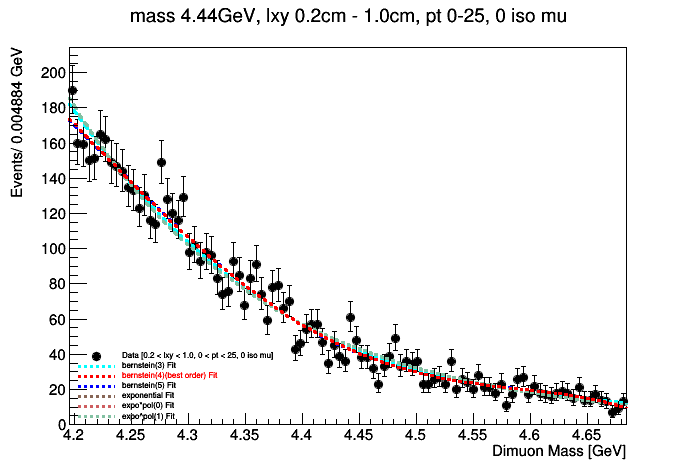 mass 4.44GeV, lxy 0.2cm - 1.0cm, pt 0-25, 0 iso mu
Events/ 0.004884 GeV
200
180
160
140
120
100
80
60
40
20
0
Data [0.2 < lxy < 1.0, 0 < pt < 25, 0 iso mu]
bernstein(3) Fit
bernstein(4)(best order) Fit
bernstein(5) Fit
exponential Fit
expo*pol(0) Fit
expo*pol(1) Fit
4.2 4.25 4.3 4.35 4.4 4.45 4.5 4.55 4.6 4.65
Dimuon Mass [GeV]